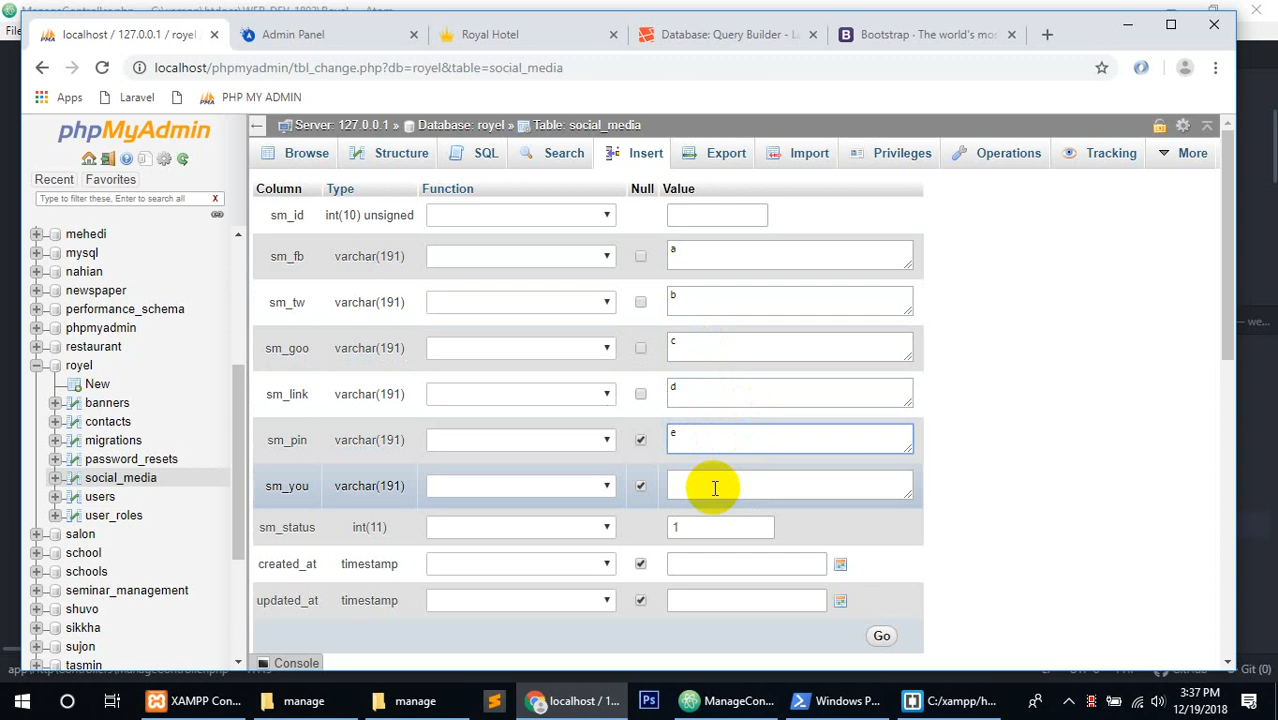 File
localhost / 127.0.0.1 / royel
Admin Panel
Royal Hotel
Database: Query Builder - La
Bootstrap · The world's mos
localhost/phpmyadmin/tbl_change.php?db=royel&table=social_media
Apps
Laravel
PHP MY ADMIN
phpMyAdmin
Recent
Favorites
Type to filter these, Enter to search all
X
mehedi
mysql
nahian
newspaper
performance_schema
phpmyadmin
restaurant
royel
New
banners
contacts
migrations
password_resets
social_media
users
user_roles
salon
school
schools
seminar_management
shuvo
sikkha
sujon
tasmin
Server: 127.0.0.1 » Database: royel » Table: social_media
Browse Structure SQL Search Insert Export Import Privileges Operations Tracking More
Column Type Function Null Value
sm_id int(10) unsigned
sm_fb varchar(191) a
sm_tw varchar(191) b
sm_goo varchar(191) c
sm_link varchar(191) d
sm_pin varchar(191) e
sm_you varchar(191)
sm_status int(11) 1
created_at timestamp
updated_at timestamp
Go
Console
— we...
Git (0)
XAMPP Con...
manage
manage
localhost / 1...
Ps
ManageCon...
Windows P...
C:/xampp/h...
3:37 PM
12/19/2018